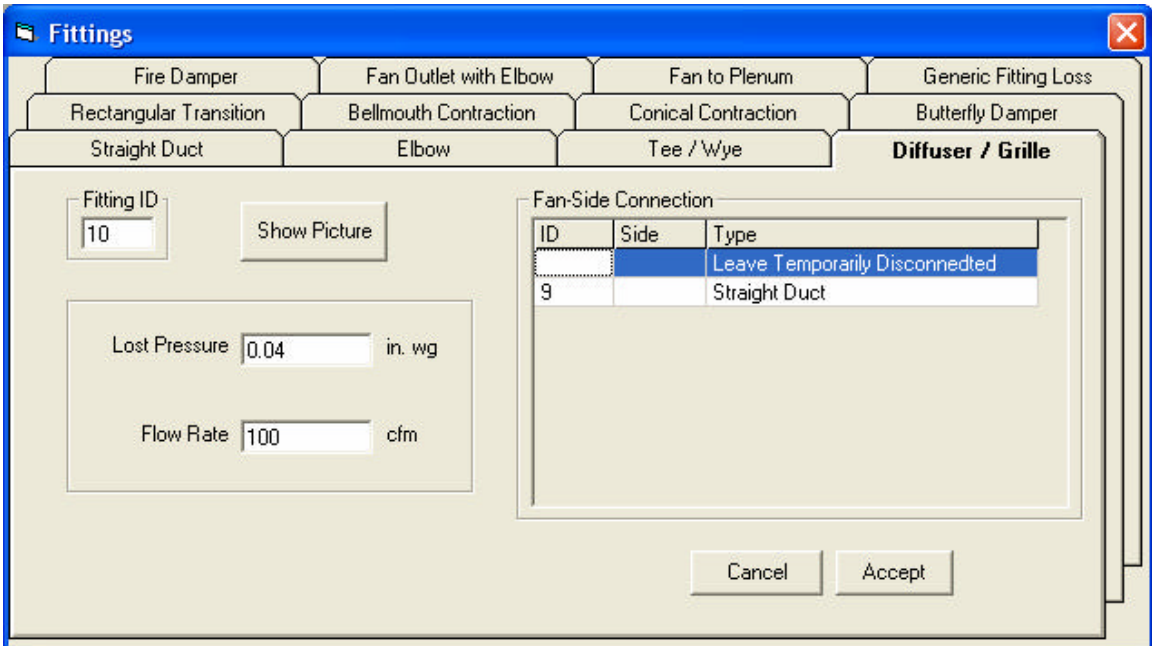 Fittings
Fire Damper Fan Outlet with Elbow Fan to Plenum Generic Fitting Loss
Rectangular Transition Bellmouth Contraction Conical Contraction Butterfly Damper
Straight Duct Elbow Tee / Wye Diffuser / Grille
Fitting ID
10
Show Picture
Lost Pressure 0.04 in. wg
Flow Rate 100 cfm
Fan-Side Connection
ID Side Type
Leave Temporarily Disconnedted
9 Straight Duct
Cancel Accept